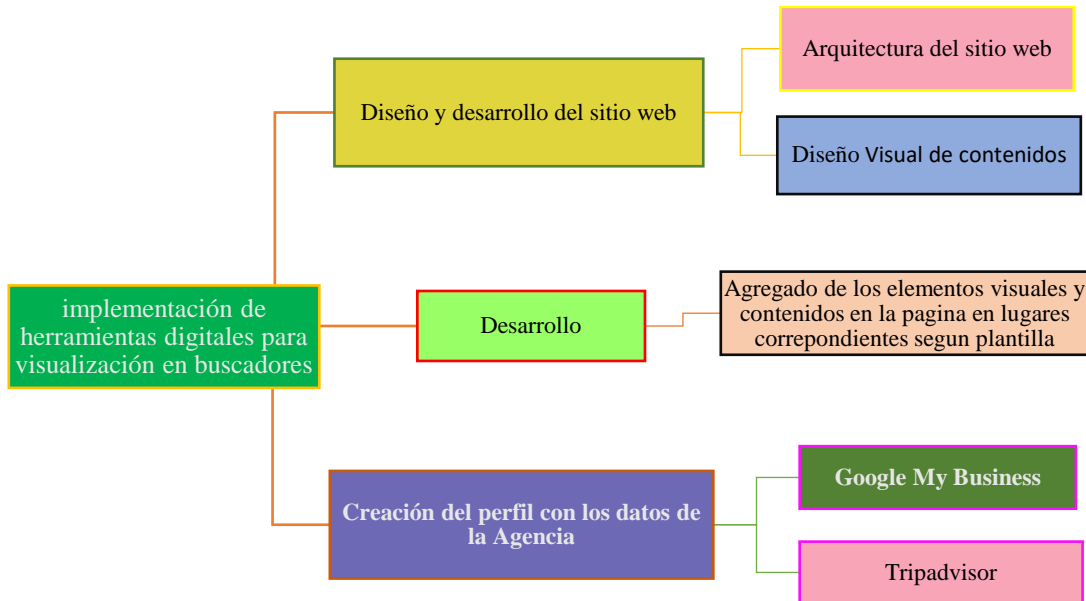 Arquitectura del sitio web
Diseño y desarrollo del sitio web
Diseño Visual de contenidos
implementación de
herramientas digitales para
visualización en buscadores
Desarrollo
Agregado de los elementos visuales y
contenidos en la pagina en lugares
correpondientes segun plantilla
Creación del perfil con los datos de
la Agencia
Google My Business
Tripadvisor